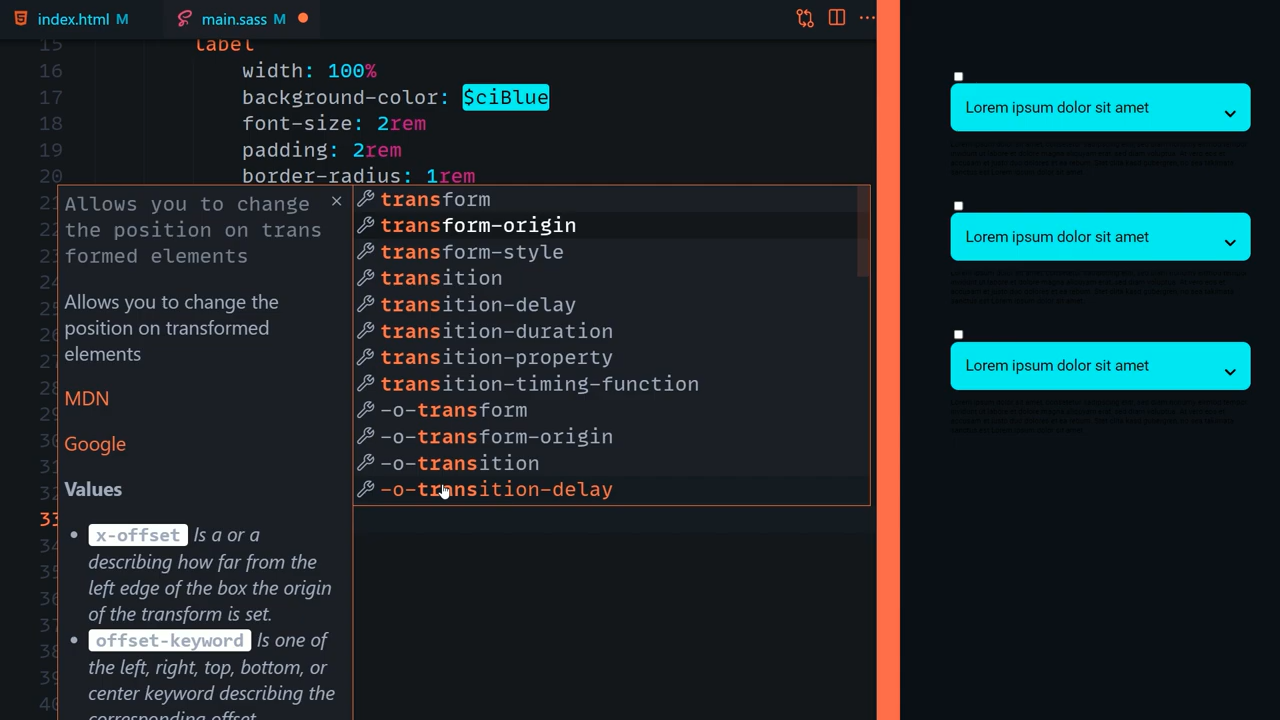 index.html M
main.sass M
15 label
16 width: 100%
17 background-color: $ciBlue
18 font-size: 2rem
19 padding: 2rem
20 border-radius: 1rem
Allows you to change
the position on trans
formed elements
Allows you to change the
position on transformed
elements
MDN
Google
Values
x-offset Is a or a
describing how far from the
left edge of the box the origin
of the transform is set.
offset-keyword Is one of
the left, right, top, bottom, or
center keyword describing the
corresponding offset.
transform
transform-origin
transform-style
transition
transition-delay
transition-duration
transition-property
transition-timing-function
-o-transform
-o-transform-origin
-o-transition
-o-transition-delay
33
40
Lorem ipsum dolor sit amet
Lorem ipsum dolor sit amet
Lorem ipsum dolor sit amet